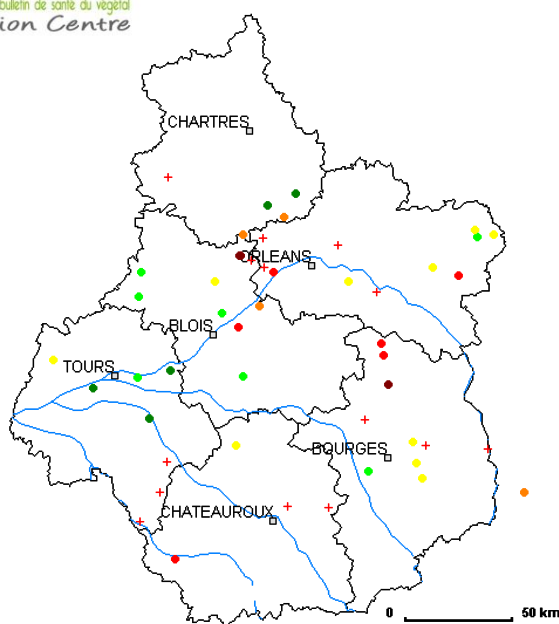 bulletin de santé du végétal
ion Centre
CHARTRES
ORLEANS
BLOIS
TOURS
BOURGES
CHATEAUROUX
0 50 km